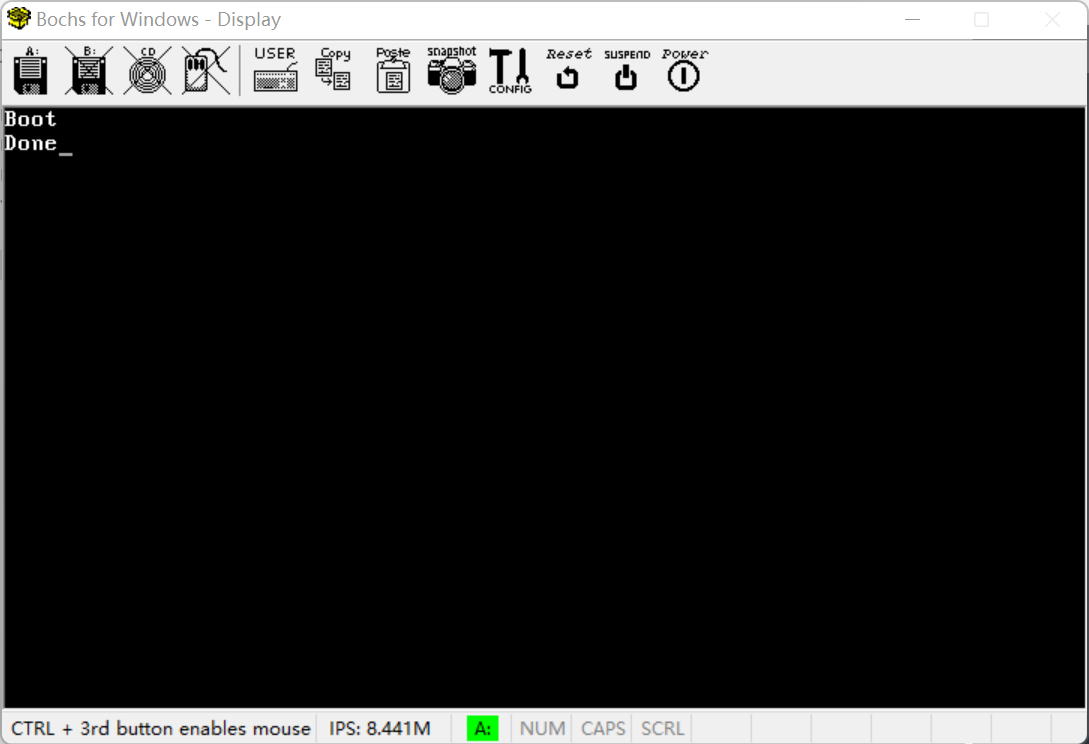 Bochs for Windows - Display
A: B: CD USER Copy Paste snapshot CONFIG Reset SUSPEND Power
Boot
Done_
CTRL + 3rd button enables mouse IPS: 8.441M A: NUM CAPS SCRL